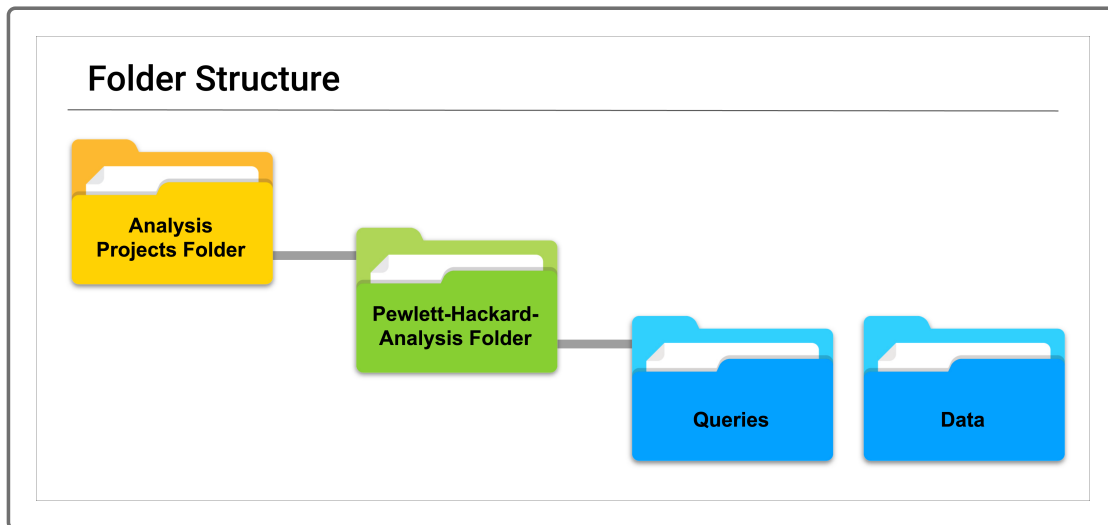 Folder Structure
Analysis
Projects Folder
Pewlett-Hackard-
Analysis Folder
Queries
Data